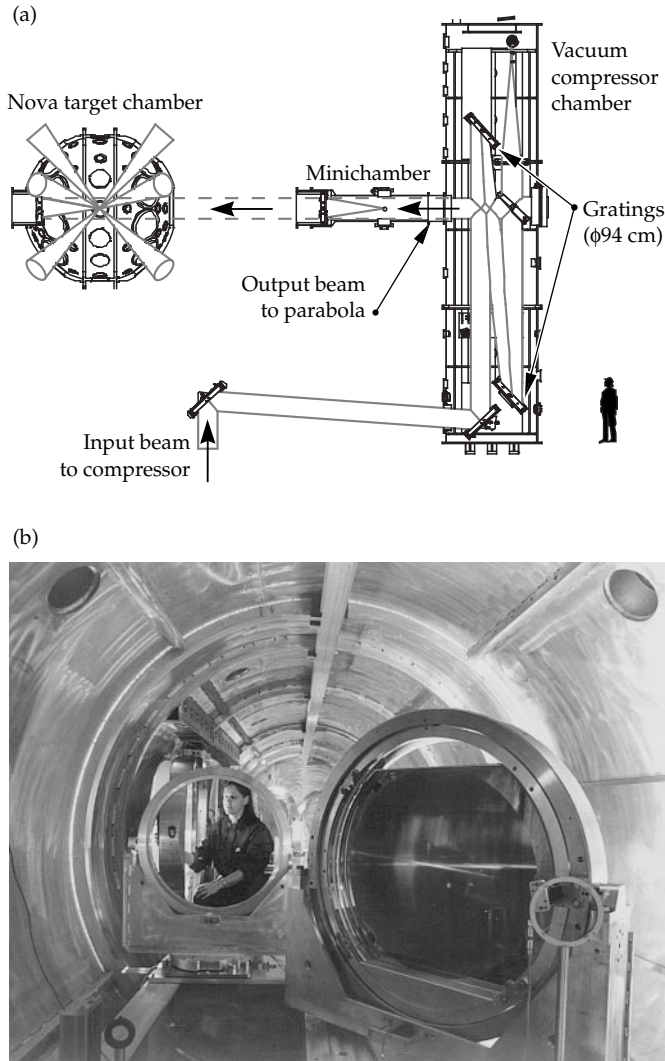 (a)
Nova target chamber
Vacuum
compressor
chamber
Minichamber
Gratings
(ϕ94 cm)
Output beam
to parabola
Input beam
to compressor
(b)